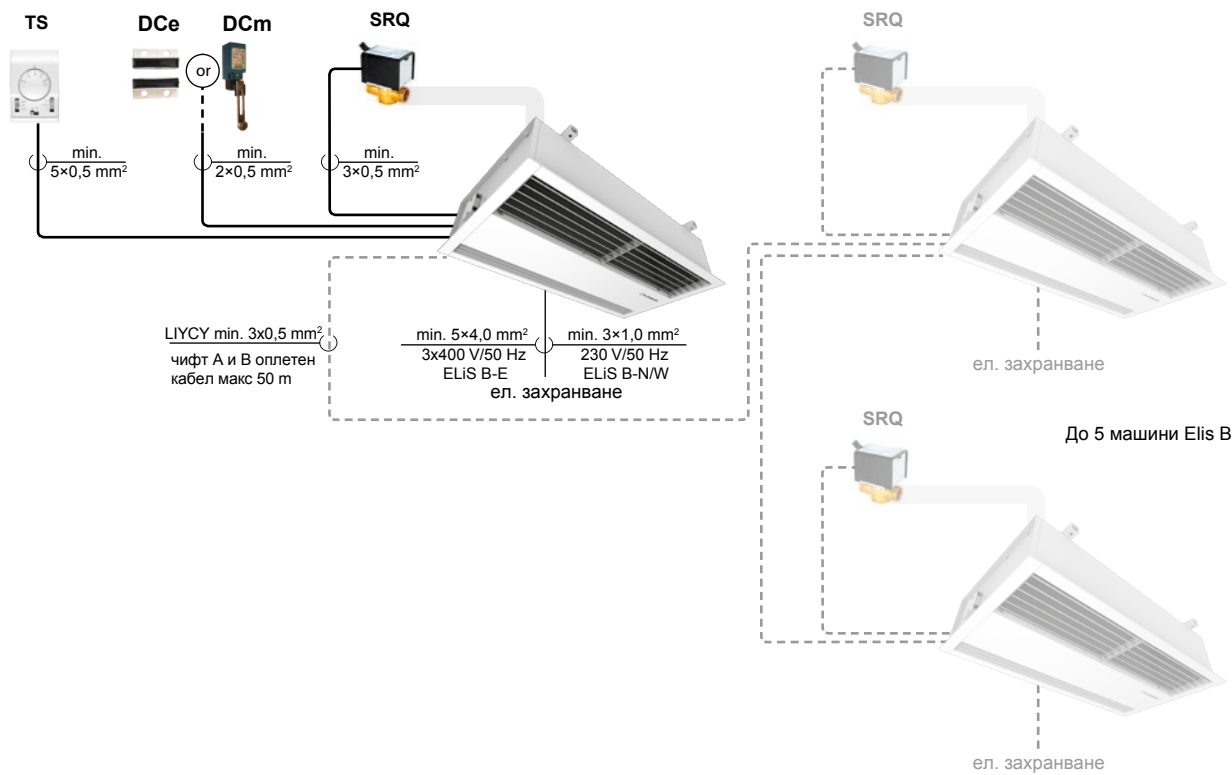 TS
DCe
or
DCm
SRQ
SRQ
min.
5×0,5 mm²
min.
2×0,5 mm²
min.
3×0,5 mm²
LIYCY min. 3x0,5 mm²
чифт А и В оплетен
кабел макс 50 m
min. 5×4,0 mm²
3x400 V/50 Hz
ELiS B-E
min. 3×1,0 mm²
230 V/50 Hz
ELiS B-N/W
ел. захранване
ел. захранване
SRQ
До 5 машини Elis B
ел. захранване